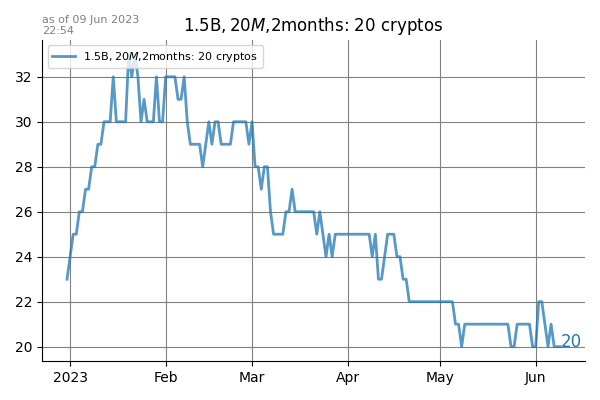 as of 09 Jun 2023
22:54
1.5B, 20M,2months: 20 cryptos
1.5B, 20M,2months: 20 cryptos
32
30
28
26
24
22
20
20
2023
Feb
Mar
Apr
May
Jun